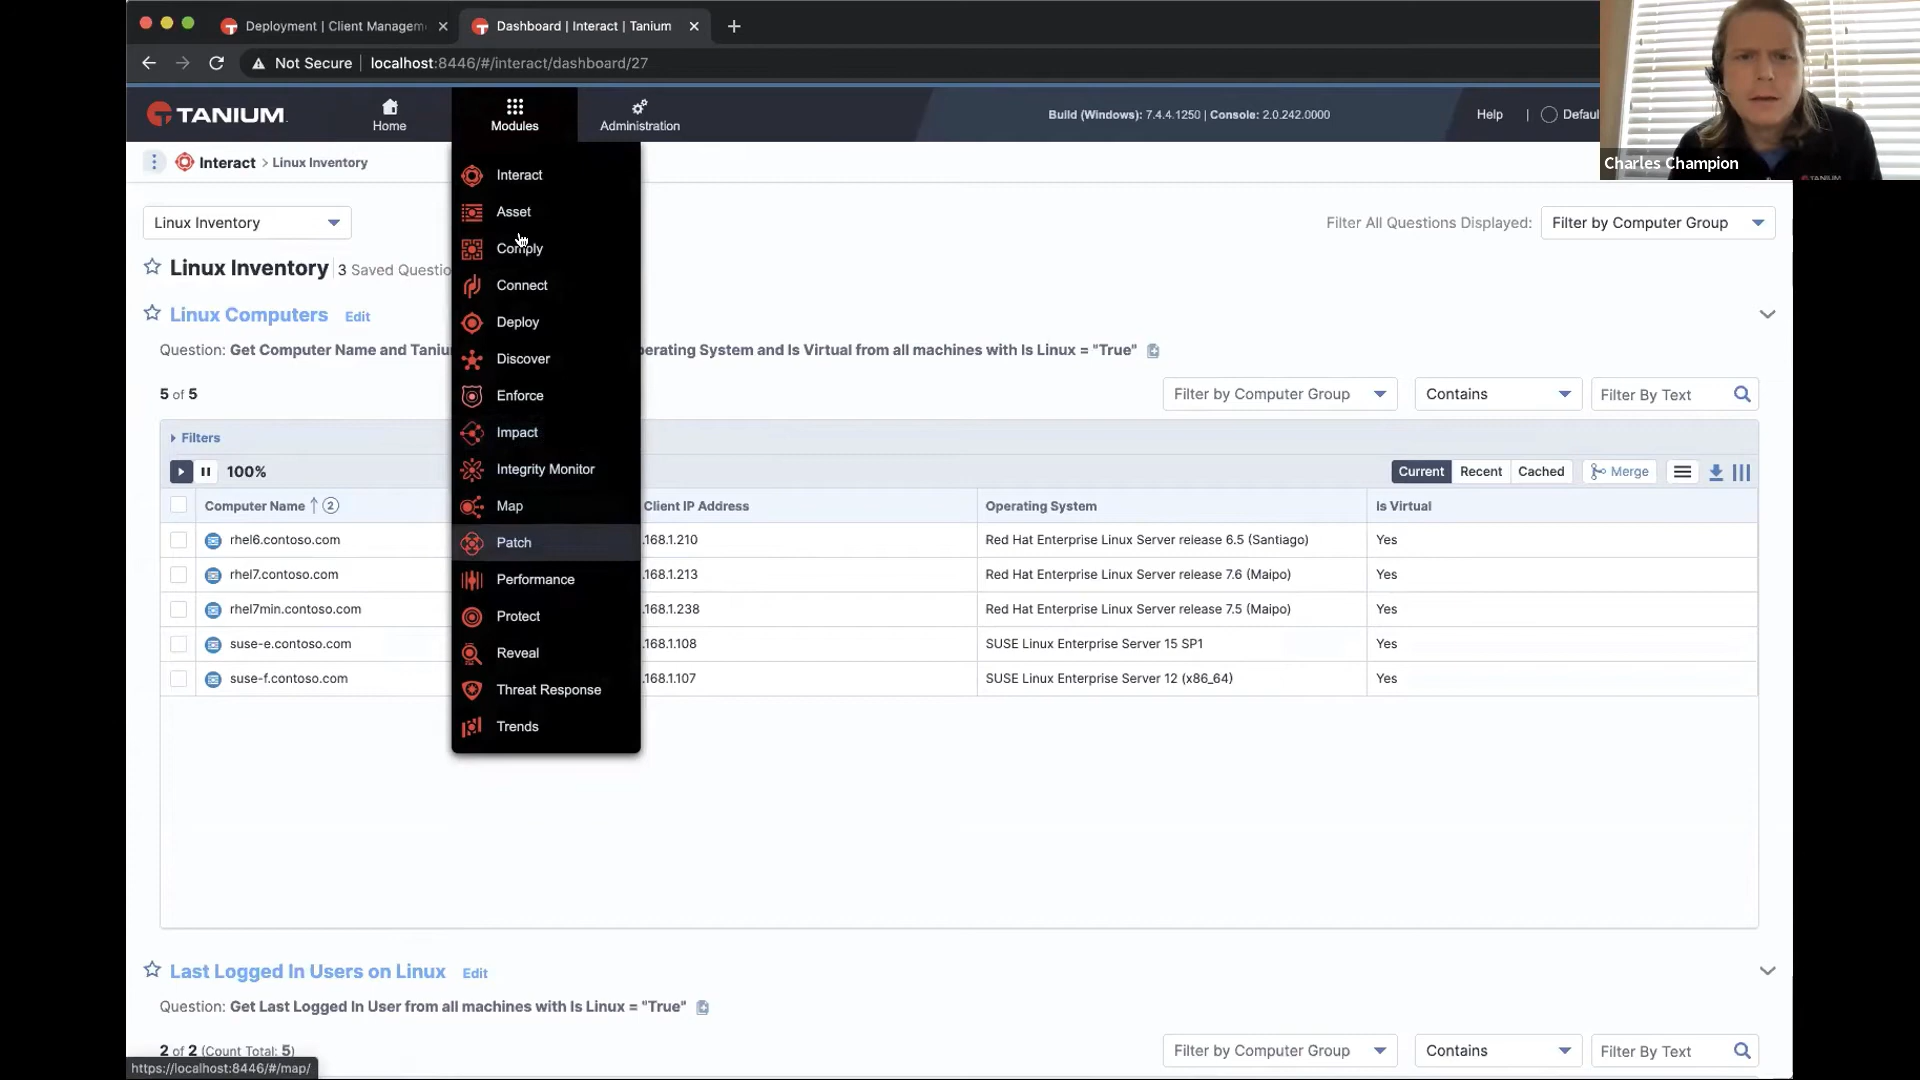 Deployment | Client Managem
Dashboard | Interact | Tanium
Not Secure
localhost:8446/#/interact/dashboard/27
TANIUM
Home
Modules
Administration
Build (Windows): 7.4.4.1250 | Console: 2.0.242.0000
Help
Defau
Charles Champion
TANIUM
Interact > Linux Inventory
Interact
Asset
Comply
Connect
Deploy
Discover
Enforce
Impact
Integrity Monitor
Map
Patch
Performance
Protect
Reveal
Threat Response
Trends
Linux Inventory
Filter All Questions Displayed:
Filter by Computer Group
Linux Inventory
3 Saved Questio
Linux Computers
Edit
Question: Get Computer Name and Taniu
perating System and Is Virtual from all machines with Is Linux = "True"
5 of 5
Filter by Computer Group
Contains
Filter By Text
Filters
100%
Current
Recent
Cached
Merge
Computer Name
2
Client IP Address
Operating System
Is Virtual
rhel6.contoso.com
.168.1.210
Red Hat Enterprise Linux Server release 6.5 (Santiago)
Yes
rhel7.contoso.com
.168.1.213
Red Hat Enterprise Linux Server release 7.6 (Maipo)
Yes
rhel7min.contoso.com
.168.1.238
Red Hat Enterprise Linux Server release 7.5 (Maipo)
Yes
suse-e.contoso.com
.168.1.108
SUSE Linux Enterprise Server 15 SP1
Yes
suse-f.contoso.com
.168.1.107
SUSE Linux Enterprise Server 12 (x86_64)
Yes
Last Logged In Users on Linux
Edit
Question: Get Last Logged In User from all machines with Is Linux = "True"
2 of 2 (Count Total: 5)
Filter by Computer Group
Contains
Filter By Text
https://localhost:8446/#/map/